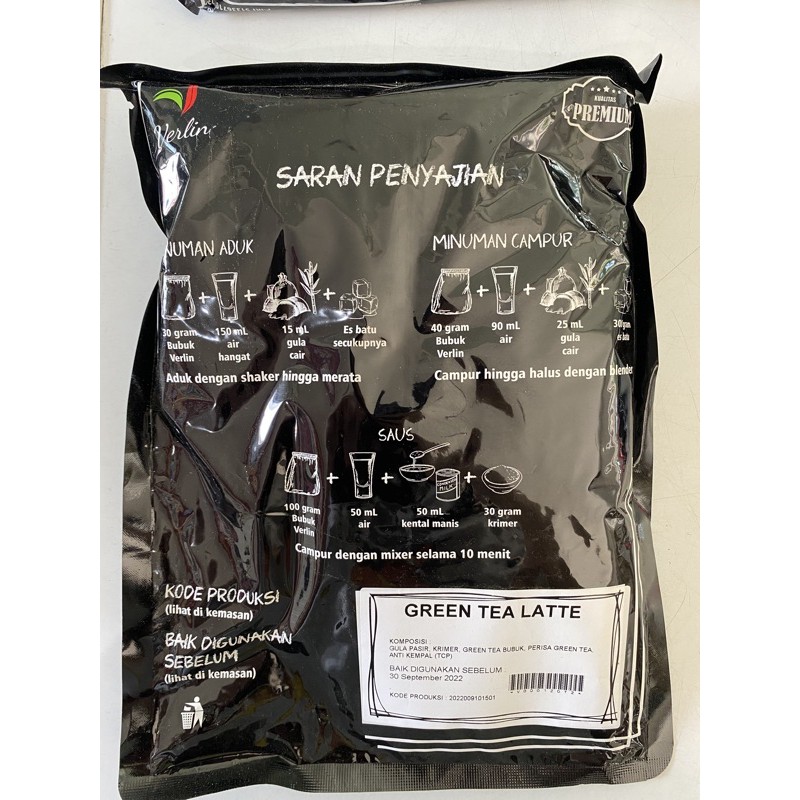 Verlin
KUALITAS
PREMIUM
SARAN PENYAJIAN
NUMAN ADUK
30 gram Bubuk Verlin
+
150 mL air hangat
+
15 mL gula cair
+
Es batu secukupnya
Aduk dengan shaker hingga merata
MINUMAN CAMPUR
40 gram Bubuk Verlin
+
90 mL air
+
25 mL gula cair
+
300 gram es batu
Campur hingga halus dengan blender
SAUS
100 gram Bubuk Verlin
+
50 mL air
+
MILK
50 mL kental manis
+
30 gram krimer
Campur dengan mixer selama 10 menit
KODE PRODUKSI
(lihat di kemasan)
BAIK DIGUNAKAN
SEBELUM
(lihat di kemasan)
GREEN TEA LATTE
KOMPOSISI :
GULA PASIR, KRIMER, GREEN TEA BUBUK, PERISA GREEN TEA,
ANTI KEMPAL (TCP)
BAIK DIGUNAKAN SEBELUM :
30 September 2022
KODE PRODUKSI : 2022009101501